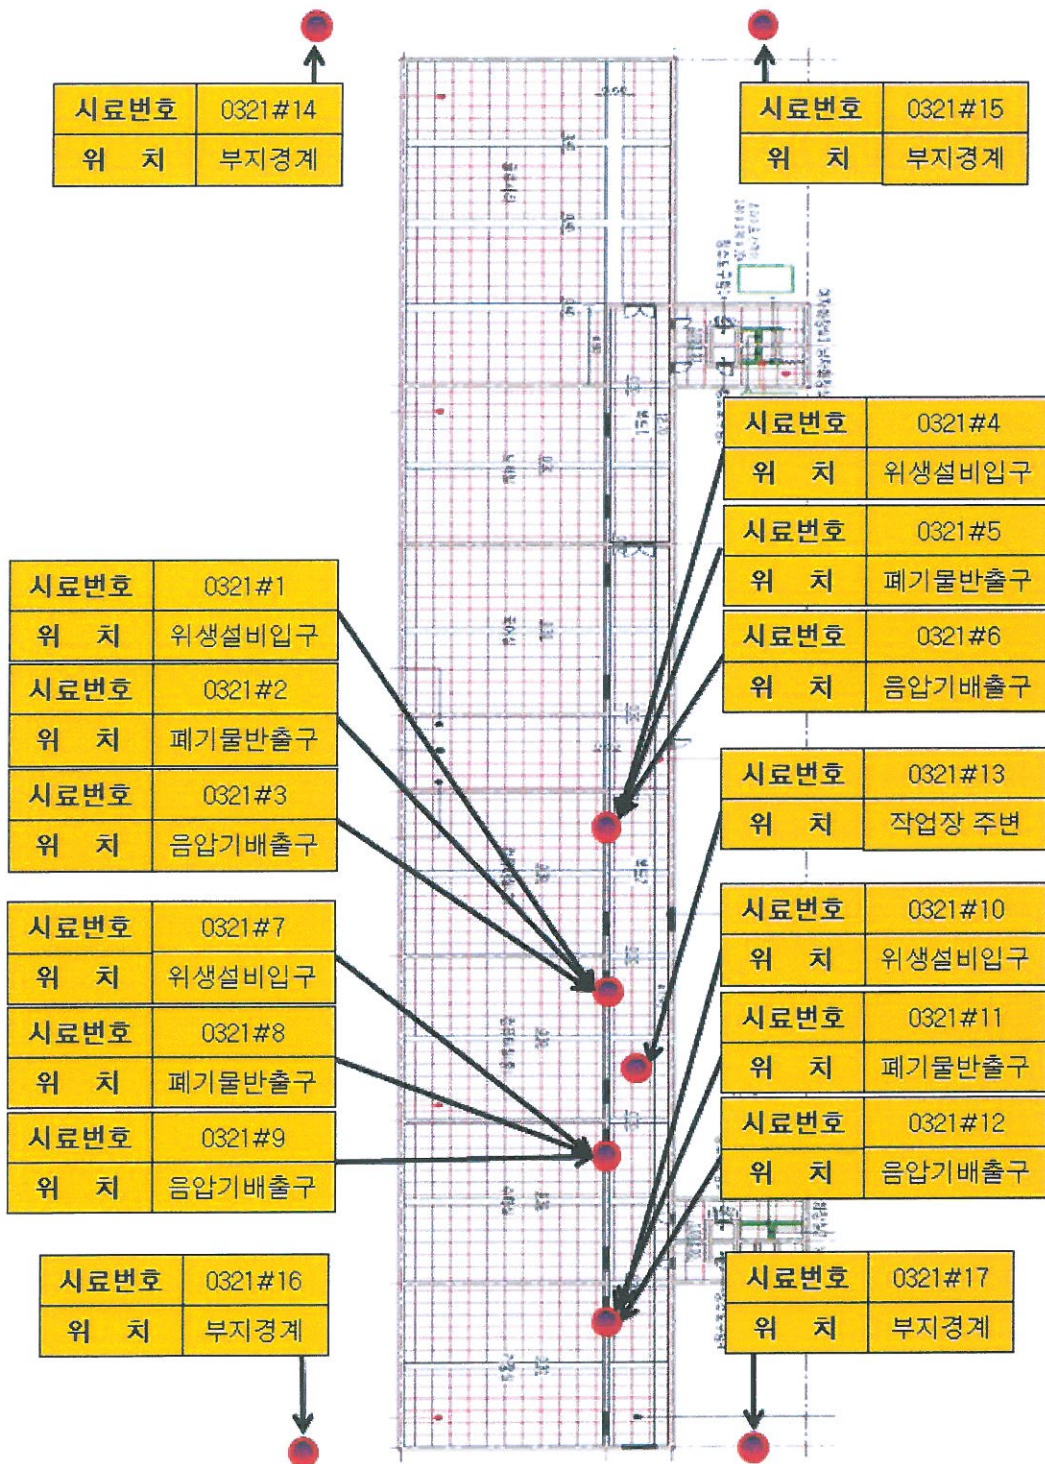 시료번호 0321#14
위 치 부지경계
시료번호 0321#15
위 치 부지경계
시료번호 0321#4
위 치 위생설비입구
시료번호 0321#5
위 치 폐기물반출구
시료번호 0321#6
위 치 음압기배출구
시료번호 0321#1
위 치 위생설비입구
시료번호 0321#2
위 치 폐기물반출구
시료번호 0321#3
위 치 음압기배출구
시료번호 0321#13
위 치 작업장 주변
시료번호 0321#7
위 치 위생설비입구
시료번호 0321#8
위 치 폐기물반출구
시료번호 0321#9
위 치 음압기배출구
시료번호 0321#10
위 치 위생설비입구
시료번호 0321#11
위 치 폐기물반출구
시료번호 0321#12
위 치 음압기배출구
시료번호 0321#16
위 치 부지경계
시료번호 0321#17
위 치 부지경계